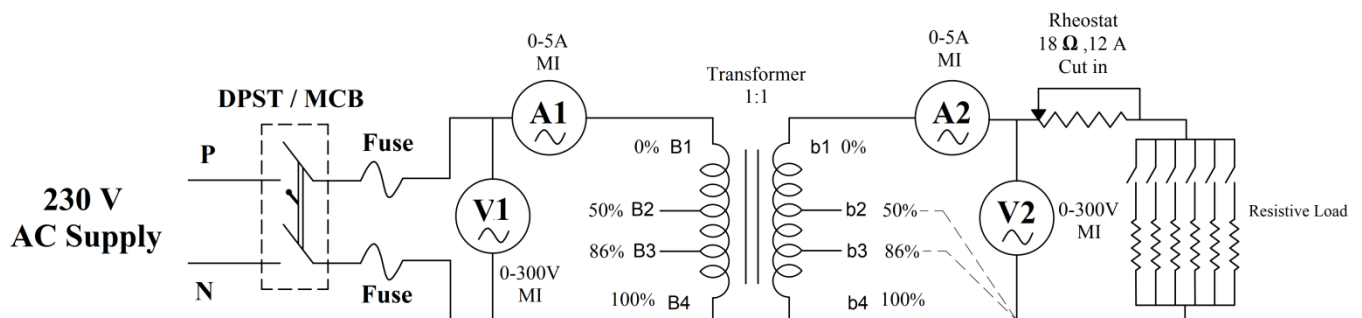 230 V
AC Supply
P
N
DPST / MCB
Fuse
Fuse
V1
0-300V
MI
0-5A
MI
A1
Transformer
1:1
0% B1
50% B2
86% B3
100% B4
b1 0%
b2 50%
b3 86%
b4 100%
0-5A
MI
A2
V2
0-300V
MI
Rheostat
18 Ω ,12 A
Cut in
Resistive Load